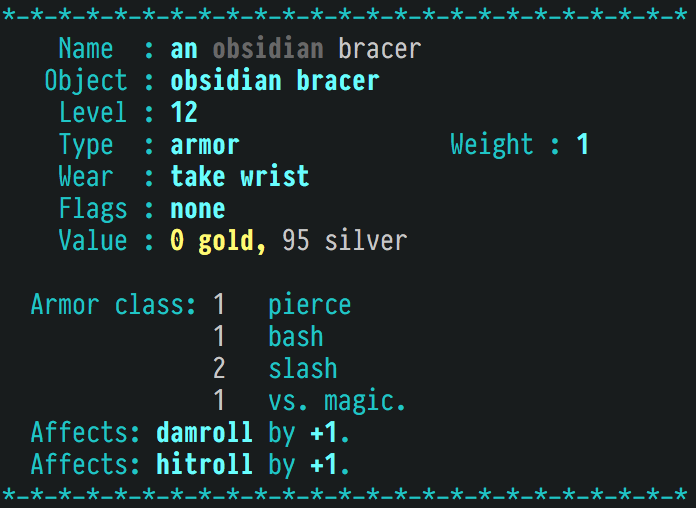 *-*-*-*-*-*-*-*-*-*-*-*-*-*-*-*-*-*-*-*-*-*-*-*-*
Name : an obsidian bracer
Object : obsidian bracer
Level : 12
Type : armor Weight : 1
Wear : take wrist
Flags : none
Value : 0 gold, 95 silver
Armor class: 1 pierce
1 bash
2 slash
1 vs. magic.
Affects: damroll by +1.
Affects: hitroll by +1.
*-*-*-*-*-*-*-*-*-*-*-*-*-*-*-*-*-*-*-*-*-*-*-*-*